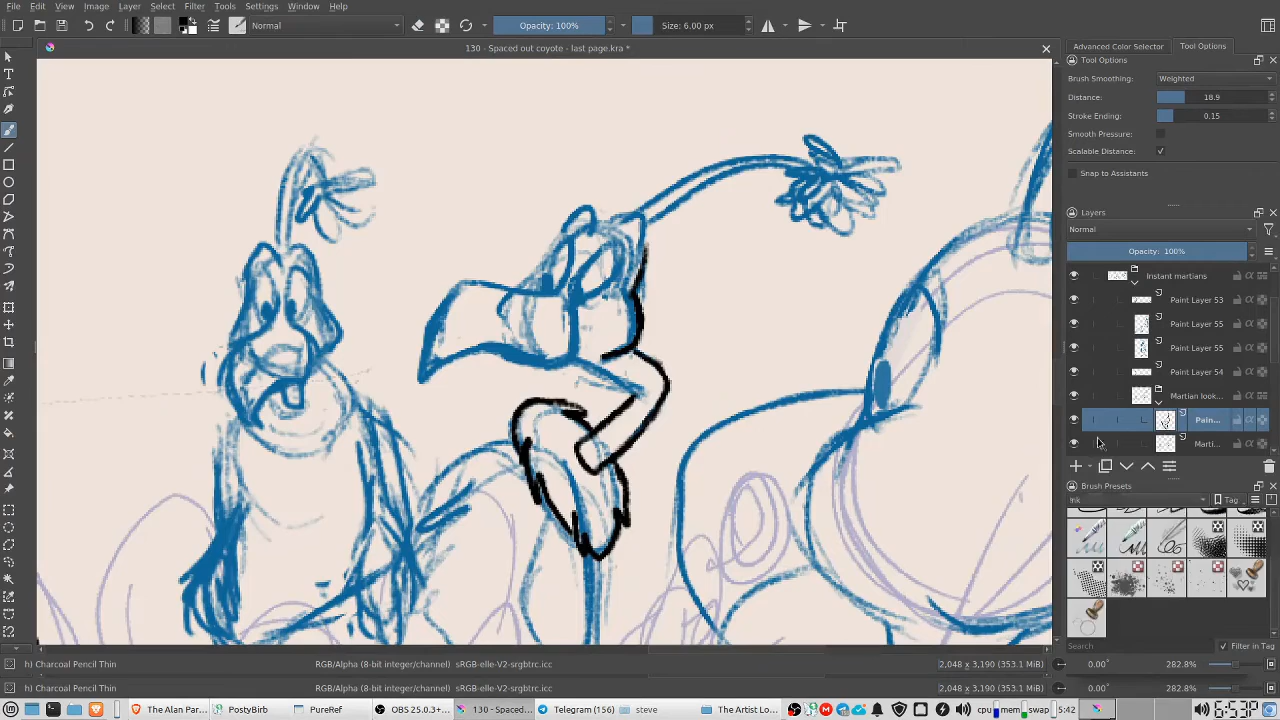 File Edit View Image Layer Select Filter Tools Settings Window Help
Normal Opacity: 100% Size: 6.00 px
130 - Spaced out coyote - last page.kra *
Advanced Color Selector Tool Options
Tool Options
Brush Smoothing: Weighted
Distance: 18.9
Stroke Ending: 0.15
Smooth Pressure:
Scalable Distance: ✓
Snap to Assistants
Layers
Normal
Opacity: 100%
Instant martians
Paint Layer 53
Paint Layer 55
Paint Layer 55
Paint Layer 54
Martian look...
Pain...
Marti...
Brush Presets
Tag
Search Filter in Tag
h) Charcoal Pencil Thin RGB/Alpha (8-bit integer/channel) sRGB-elle-V2-srgbtrc.icc 2,048 x 3,190 (353.1 MiB) 0.00° 282.8%
h) Charcoal Pencil Thin RGB/Alpha (8-bit integer/channel) sRGB-elle-V2-srgbtrc.icc 2,048 x 3,190 (353.1 MiB) 0.00° 282.8%
The Alan Par... PostyBirb PureRef OBS 25.0.3+... 130 - Spaced ... Telegram (156) steve The Artist Lo... cpu mem swap 5:42